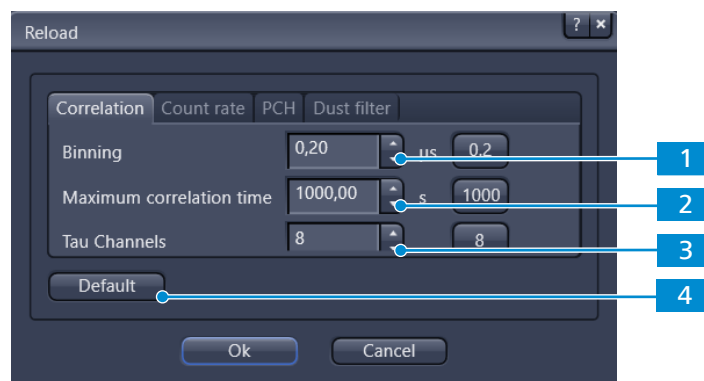 Reload ? ×
Correlation Count rate PCH Dust filter
Binning 0,20 µs 0,2 1
Maximum correlation time 1000,00 s 1000 2
Tau Channels 8 8 3
Default 4
Ok Cancel